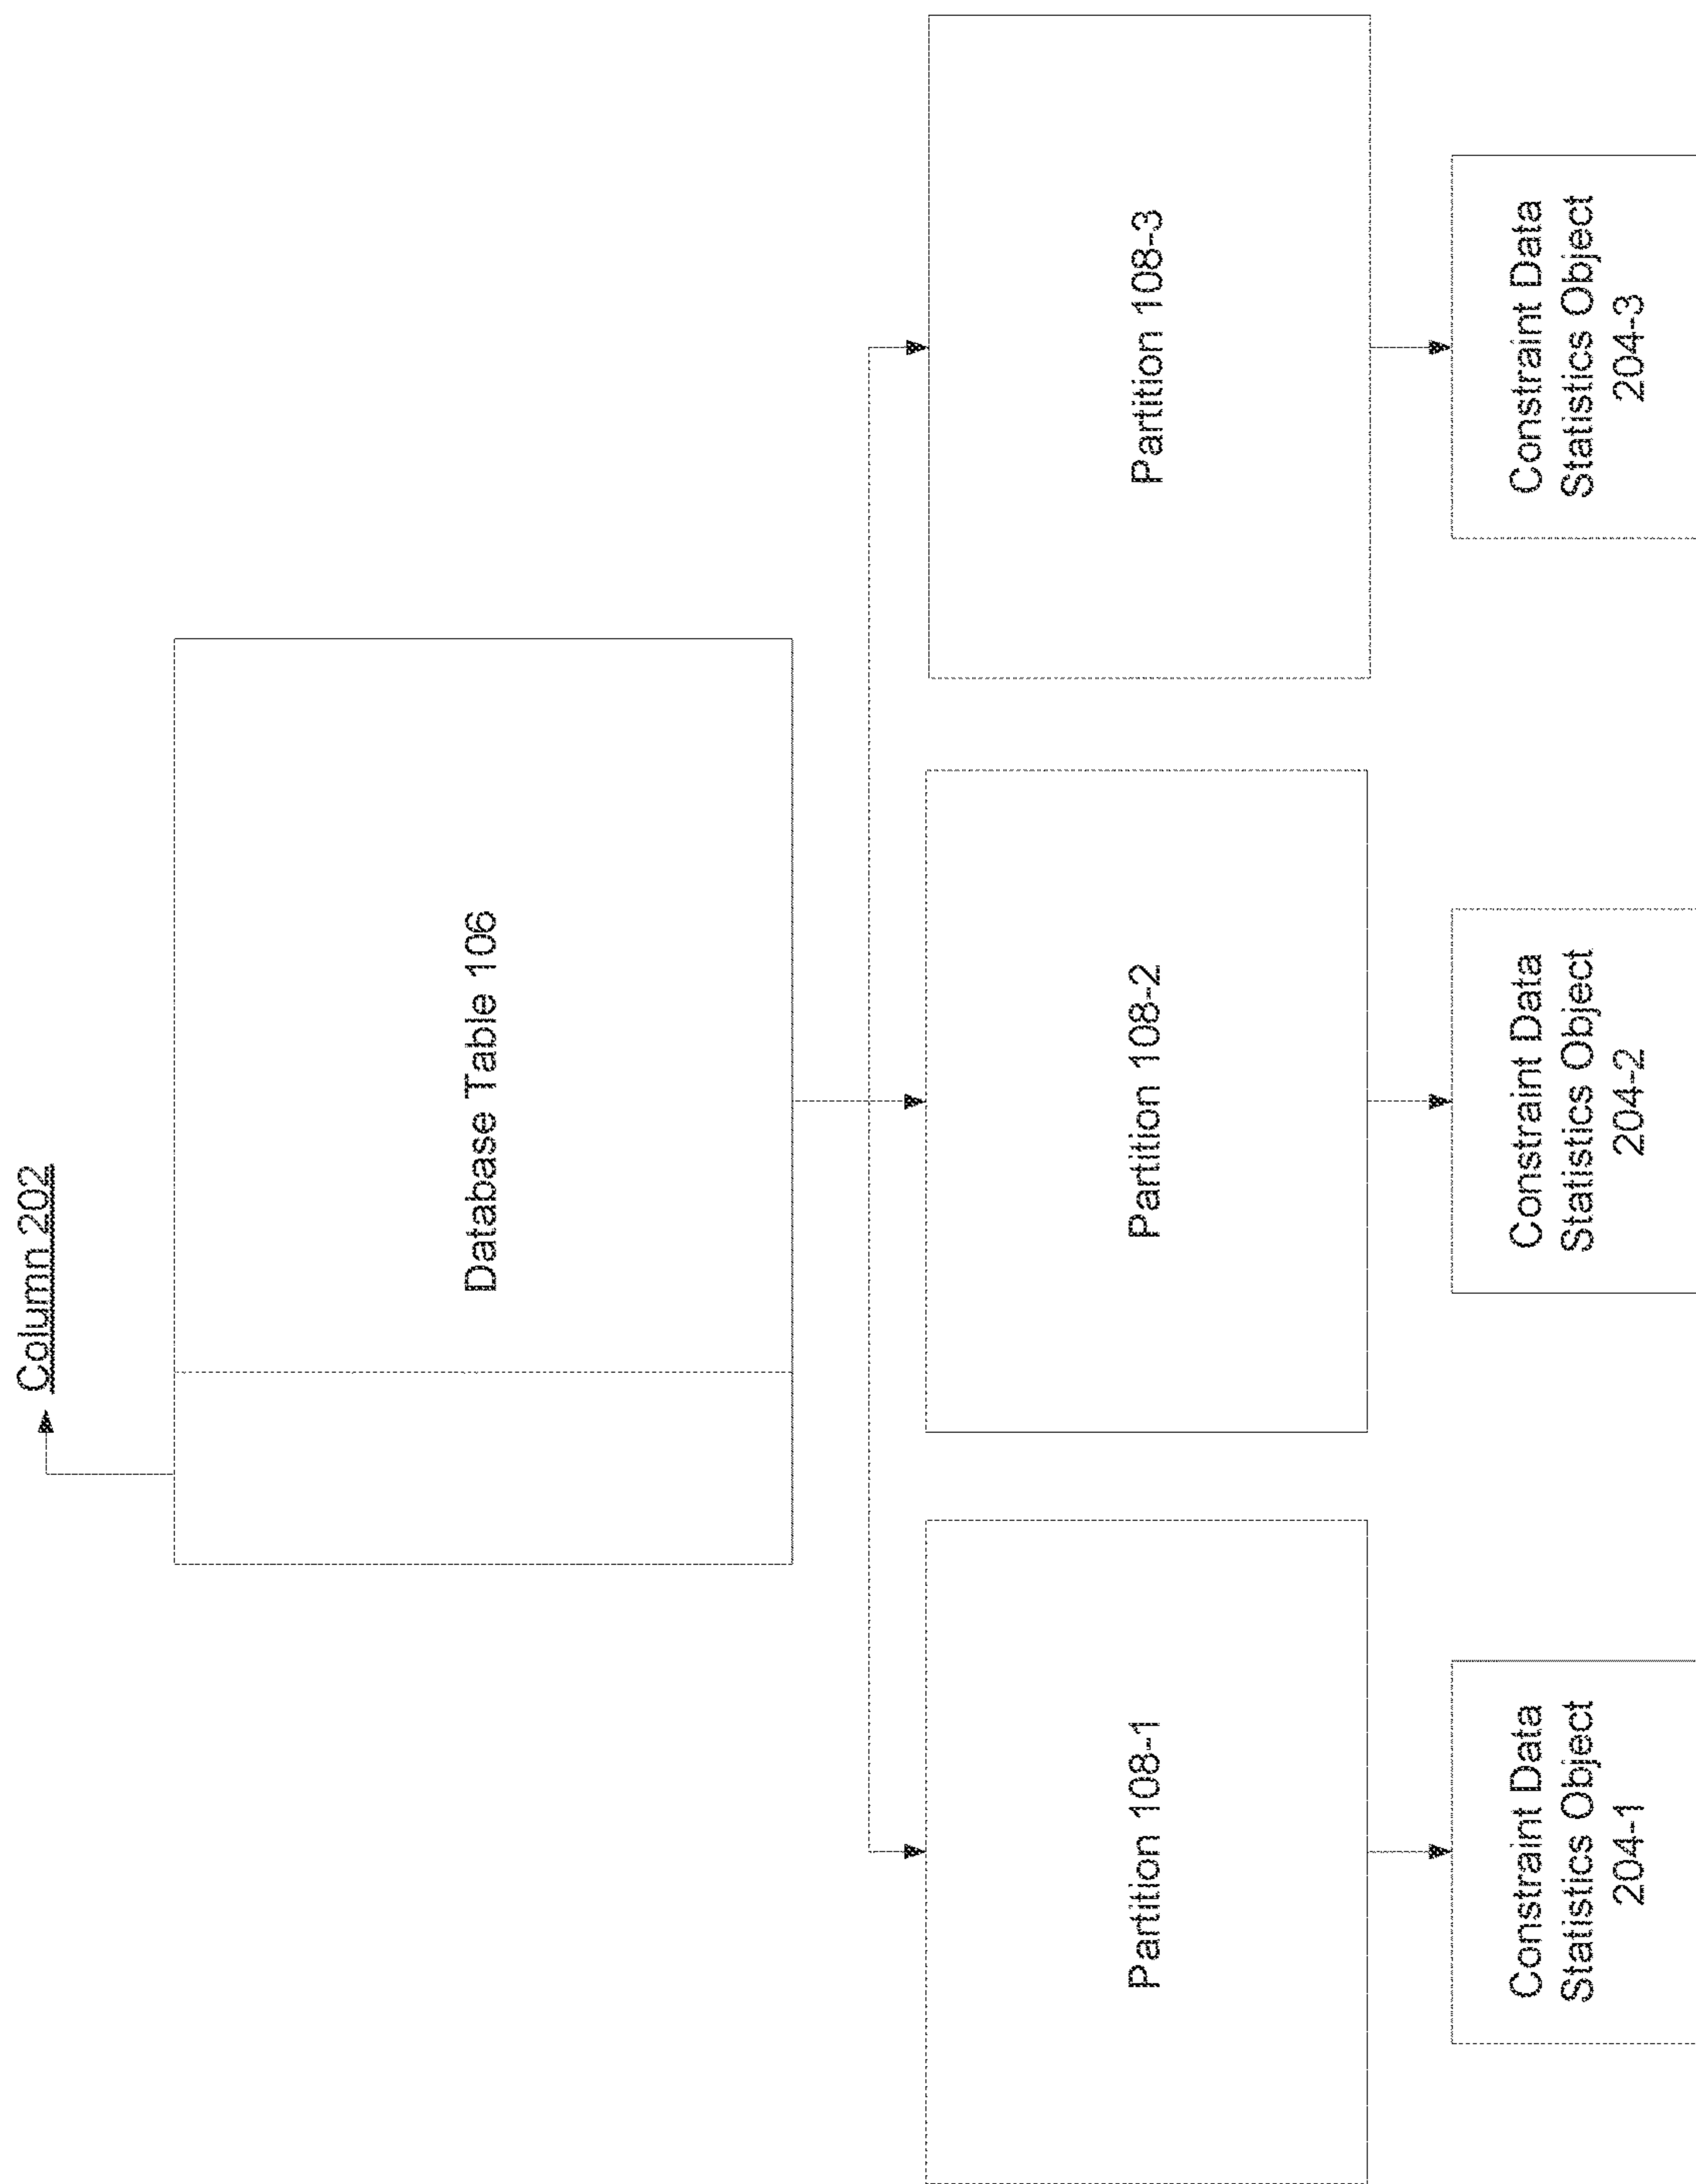 Column 202
Database Table 106
Partition 108-1
Partition 108-2
Partition 108-3
Constraint Data
Statistics Object
204-1
Constraint Data
Statistics Object
204-2
Constraint Data
Statistics Object
204-3